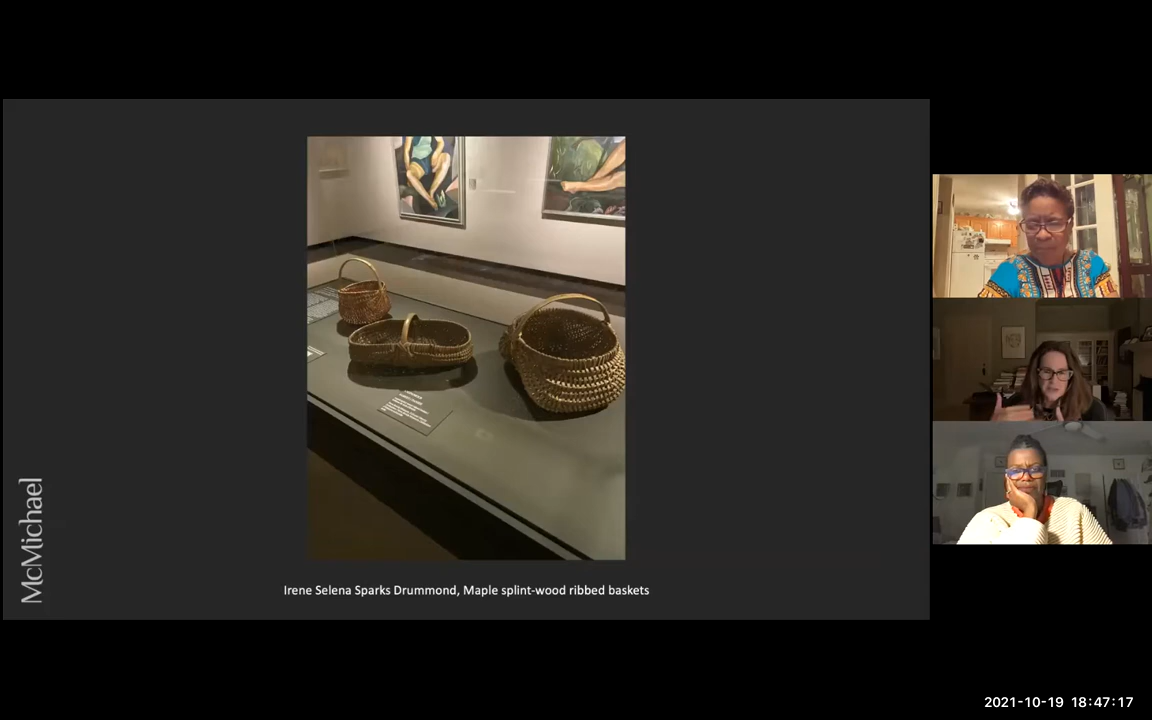 McMichael
Irene Selena Sparks Drummond, Maple splint-wood ribbed baskets
2021-10-19 18:47:17